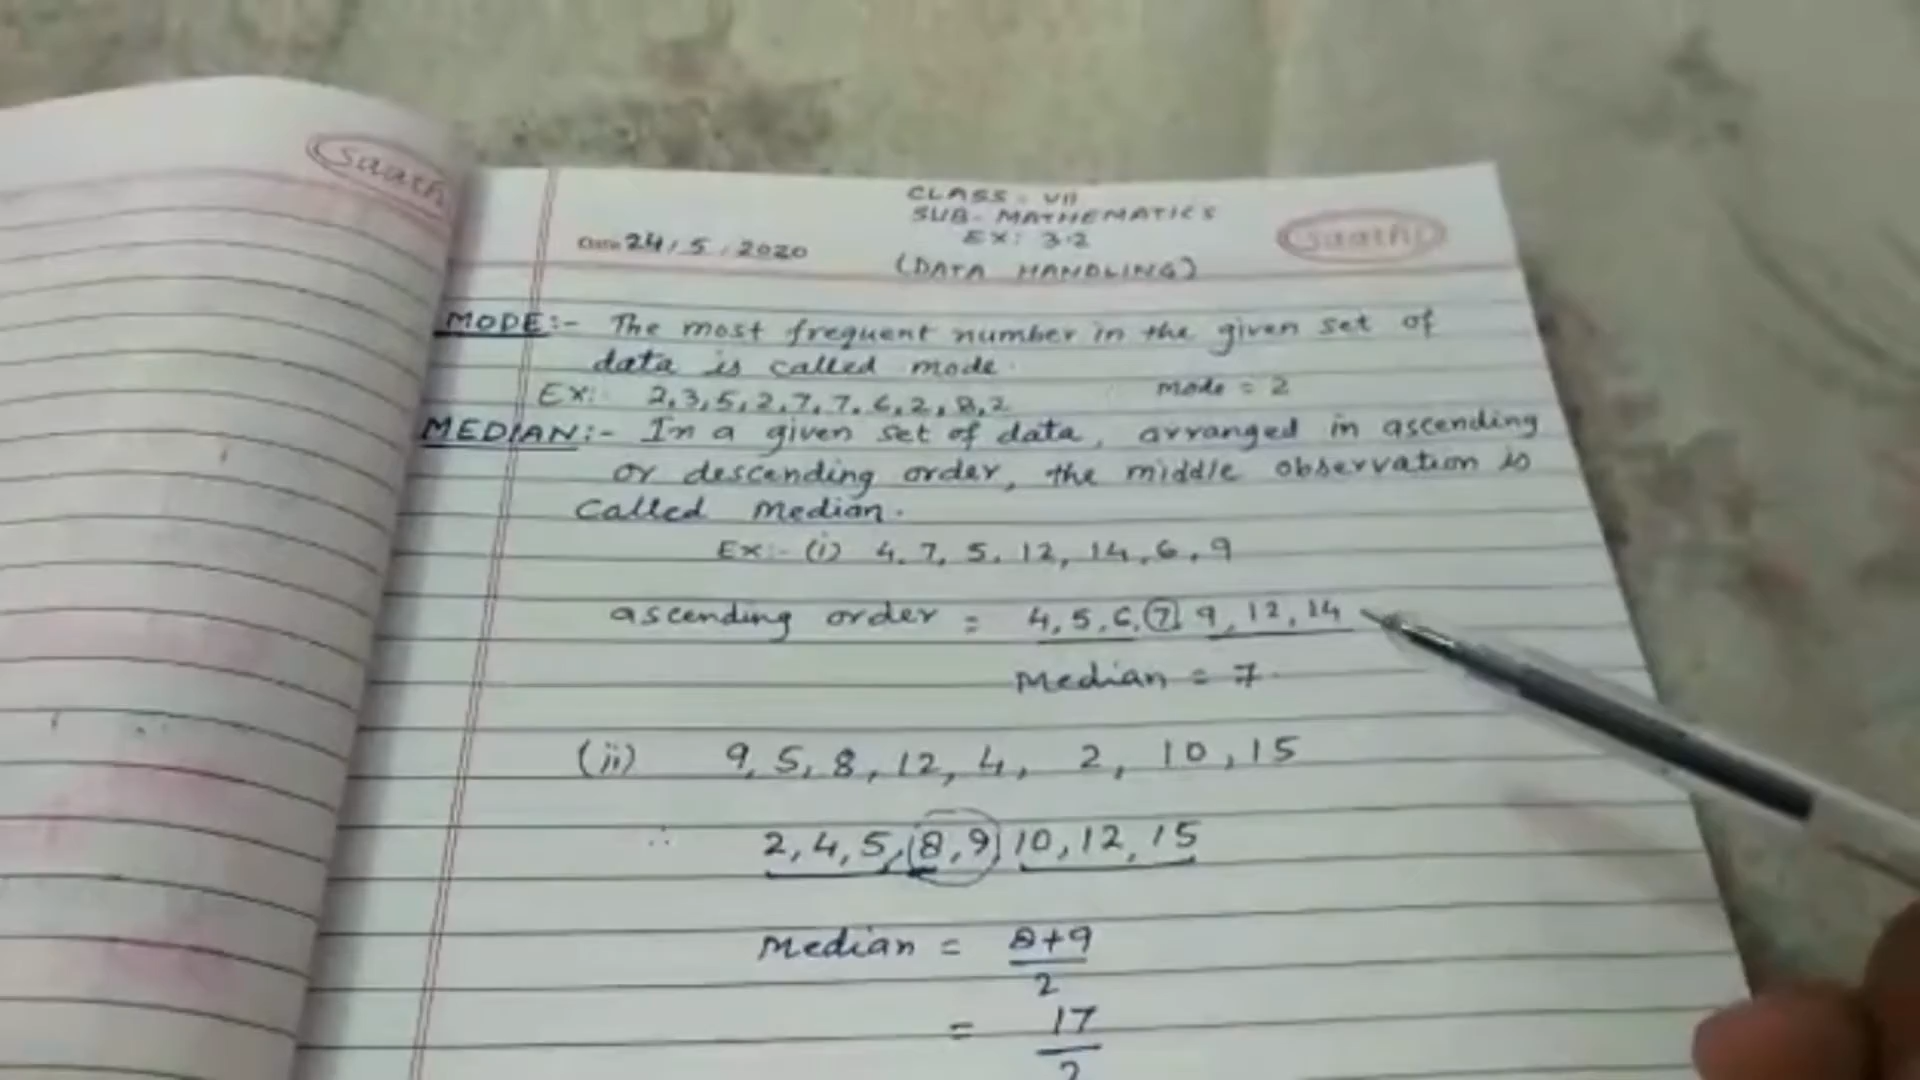 Saathi
CLASS - VII
SUB- MATHEMATICS
EX: 3.2
(DATA HANDLING)
Date 24/5/2020
Saathi
MODE:- The most frequent number in the given set of
data is called mode.
EX:- 2,3,5,2,7,7,6,2,8,2 mode = 2
MEDIAN:- In a given set of data, arranged in ascending
or descending order, the middle observation is
Called median.
Ex:- (i) 4,7,5,12,14,6,9
ascending order = 4,5,6,7,9,12,14
Median = 7
(ii) 9,5,8,12,4,2,10,15
∴ 2,4,5,8,9,10,12,15
Median = 8+9
2
= 17
2